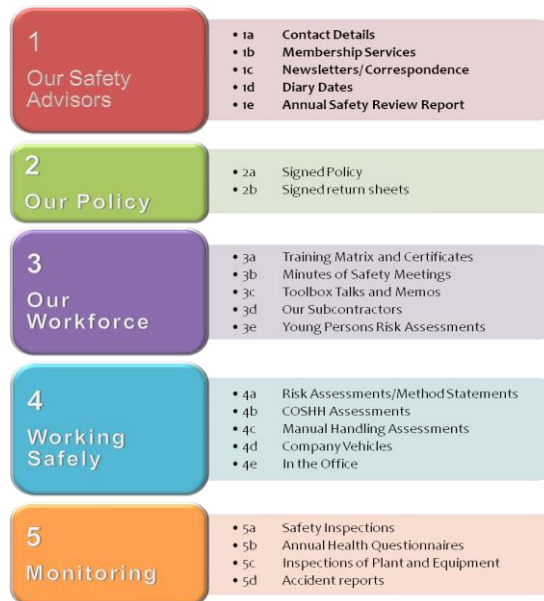 1
Our Safety
Advisors
• 1a Contact Details
• 1b Membership Services
• 1c Newsletters/Correspondence
• 1d Diary Dates
• 1e Annual Safety Review Report
2
Our Policy
• 2a Signed Policy
• 2b Signed return sheets
3
Our
Workforce
• 3a Training Matrix and Certificates
• 3b Minutes of Safety Meetings
• 3c Toolbox Talks and Memos
• 3d Our Subcontractors
• 3e Young Persons Risk Assessments
4
Working
Safely
• 4a Risk Assessments/Method Statements
• 4b COSHH Assessments
• 4c Manual Handling Assessments
• 4d Company Vehicles
• 4e In the Office
5
Monitoring
• 5a Safety Inspections
• 5b Annual Health Questionnaires
• 5c Inspections of Plant and Equipment
• 5d Accident reports